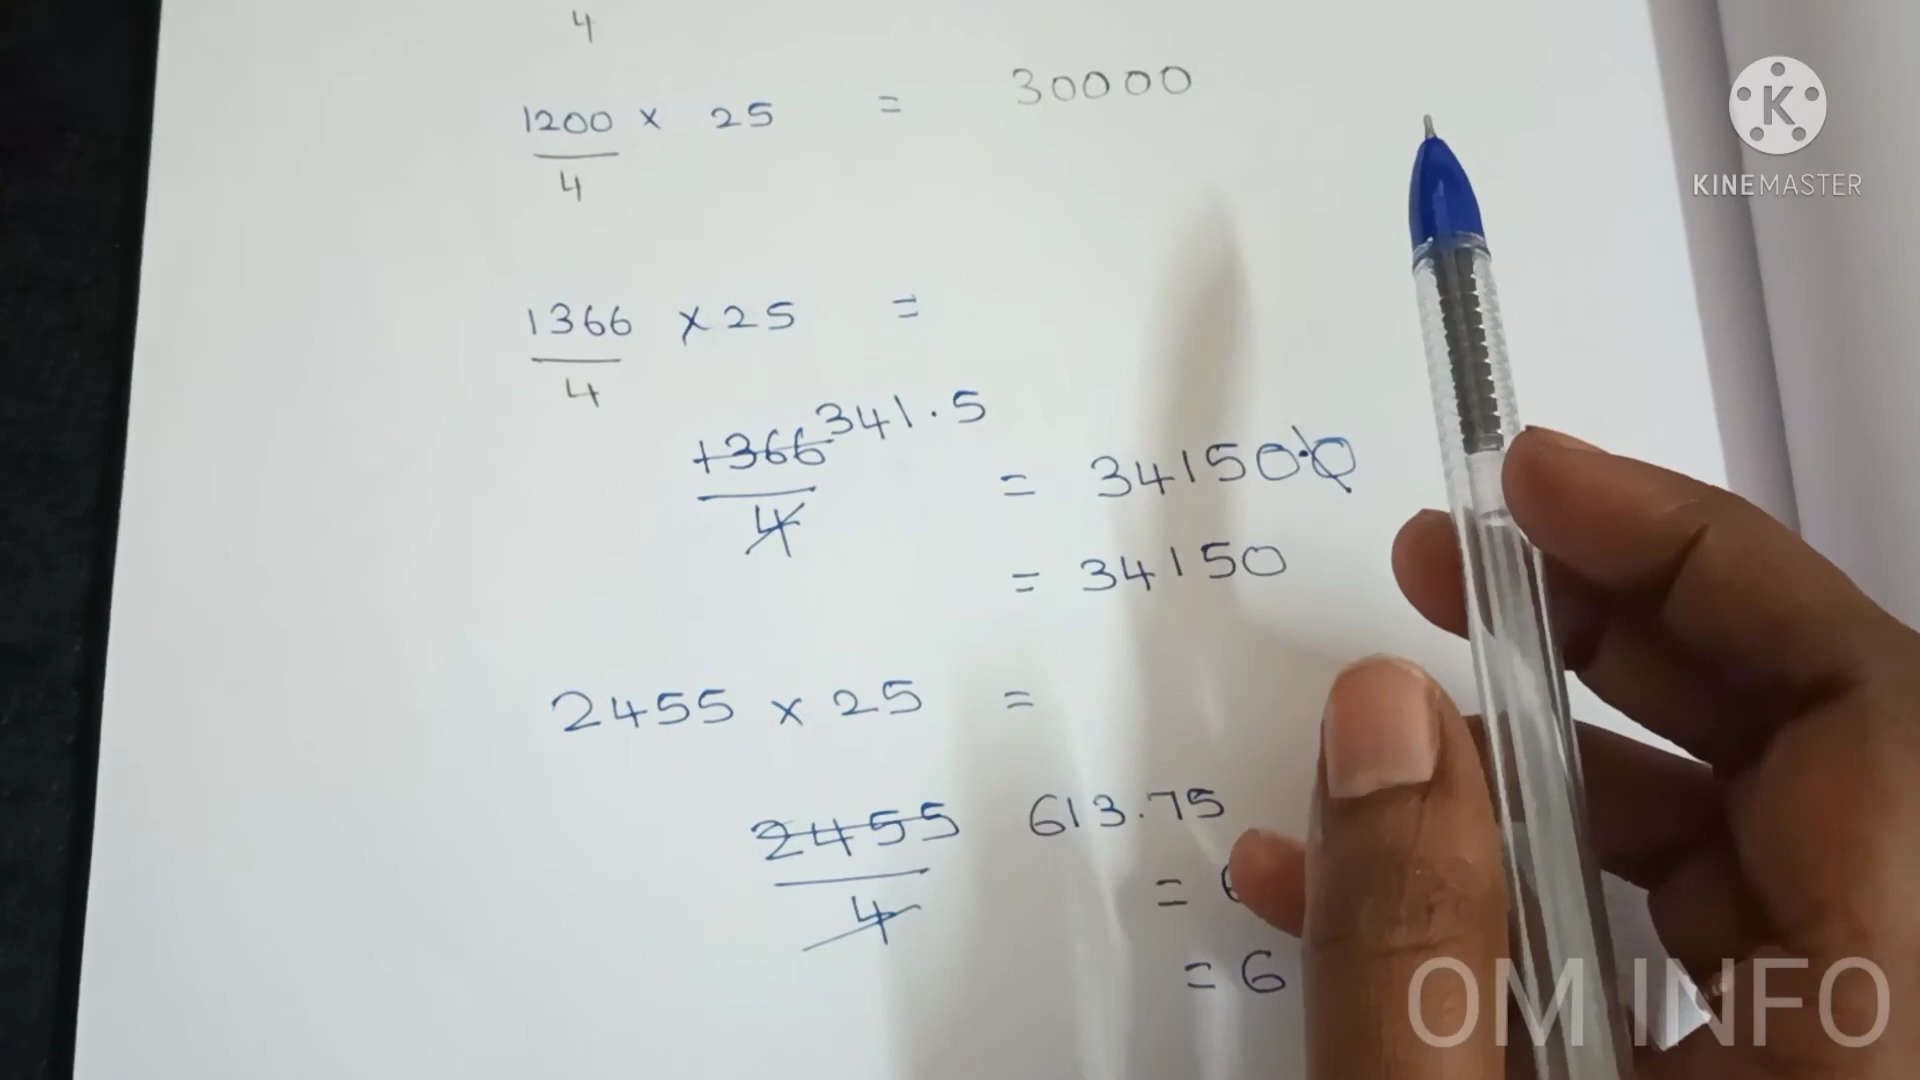 4
1200 × 25 = 30000
4
1366 × 25 =
4
1366 341.5
4
= 34150.0
= 34150
2455 × 25 =
2455 613.75
4
=
= 6
K
KINEMASTER
OM INFO